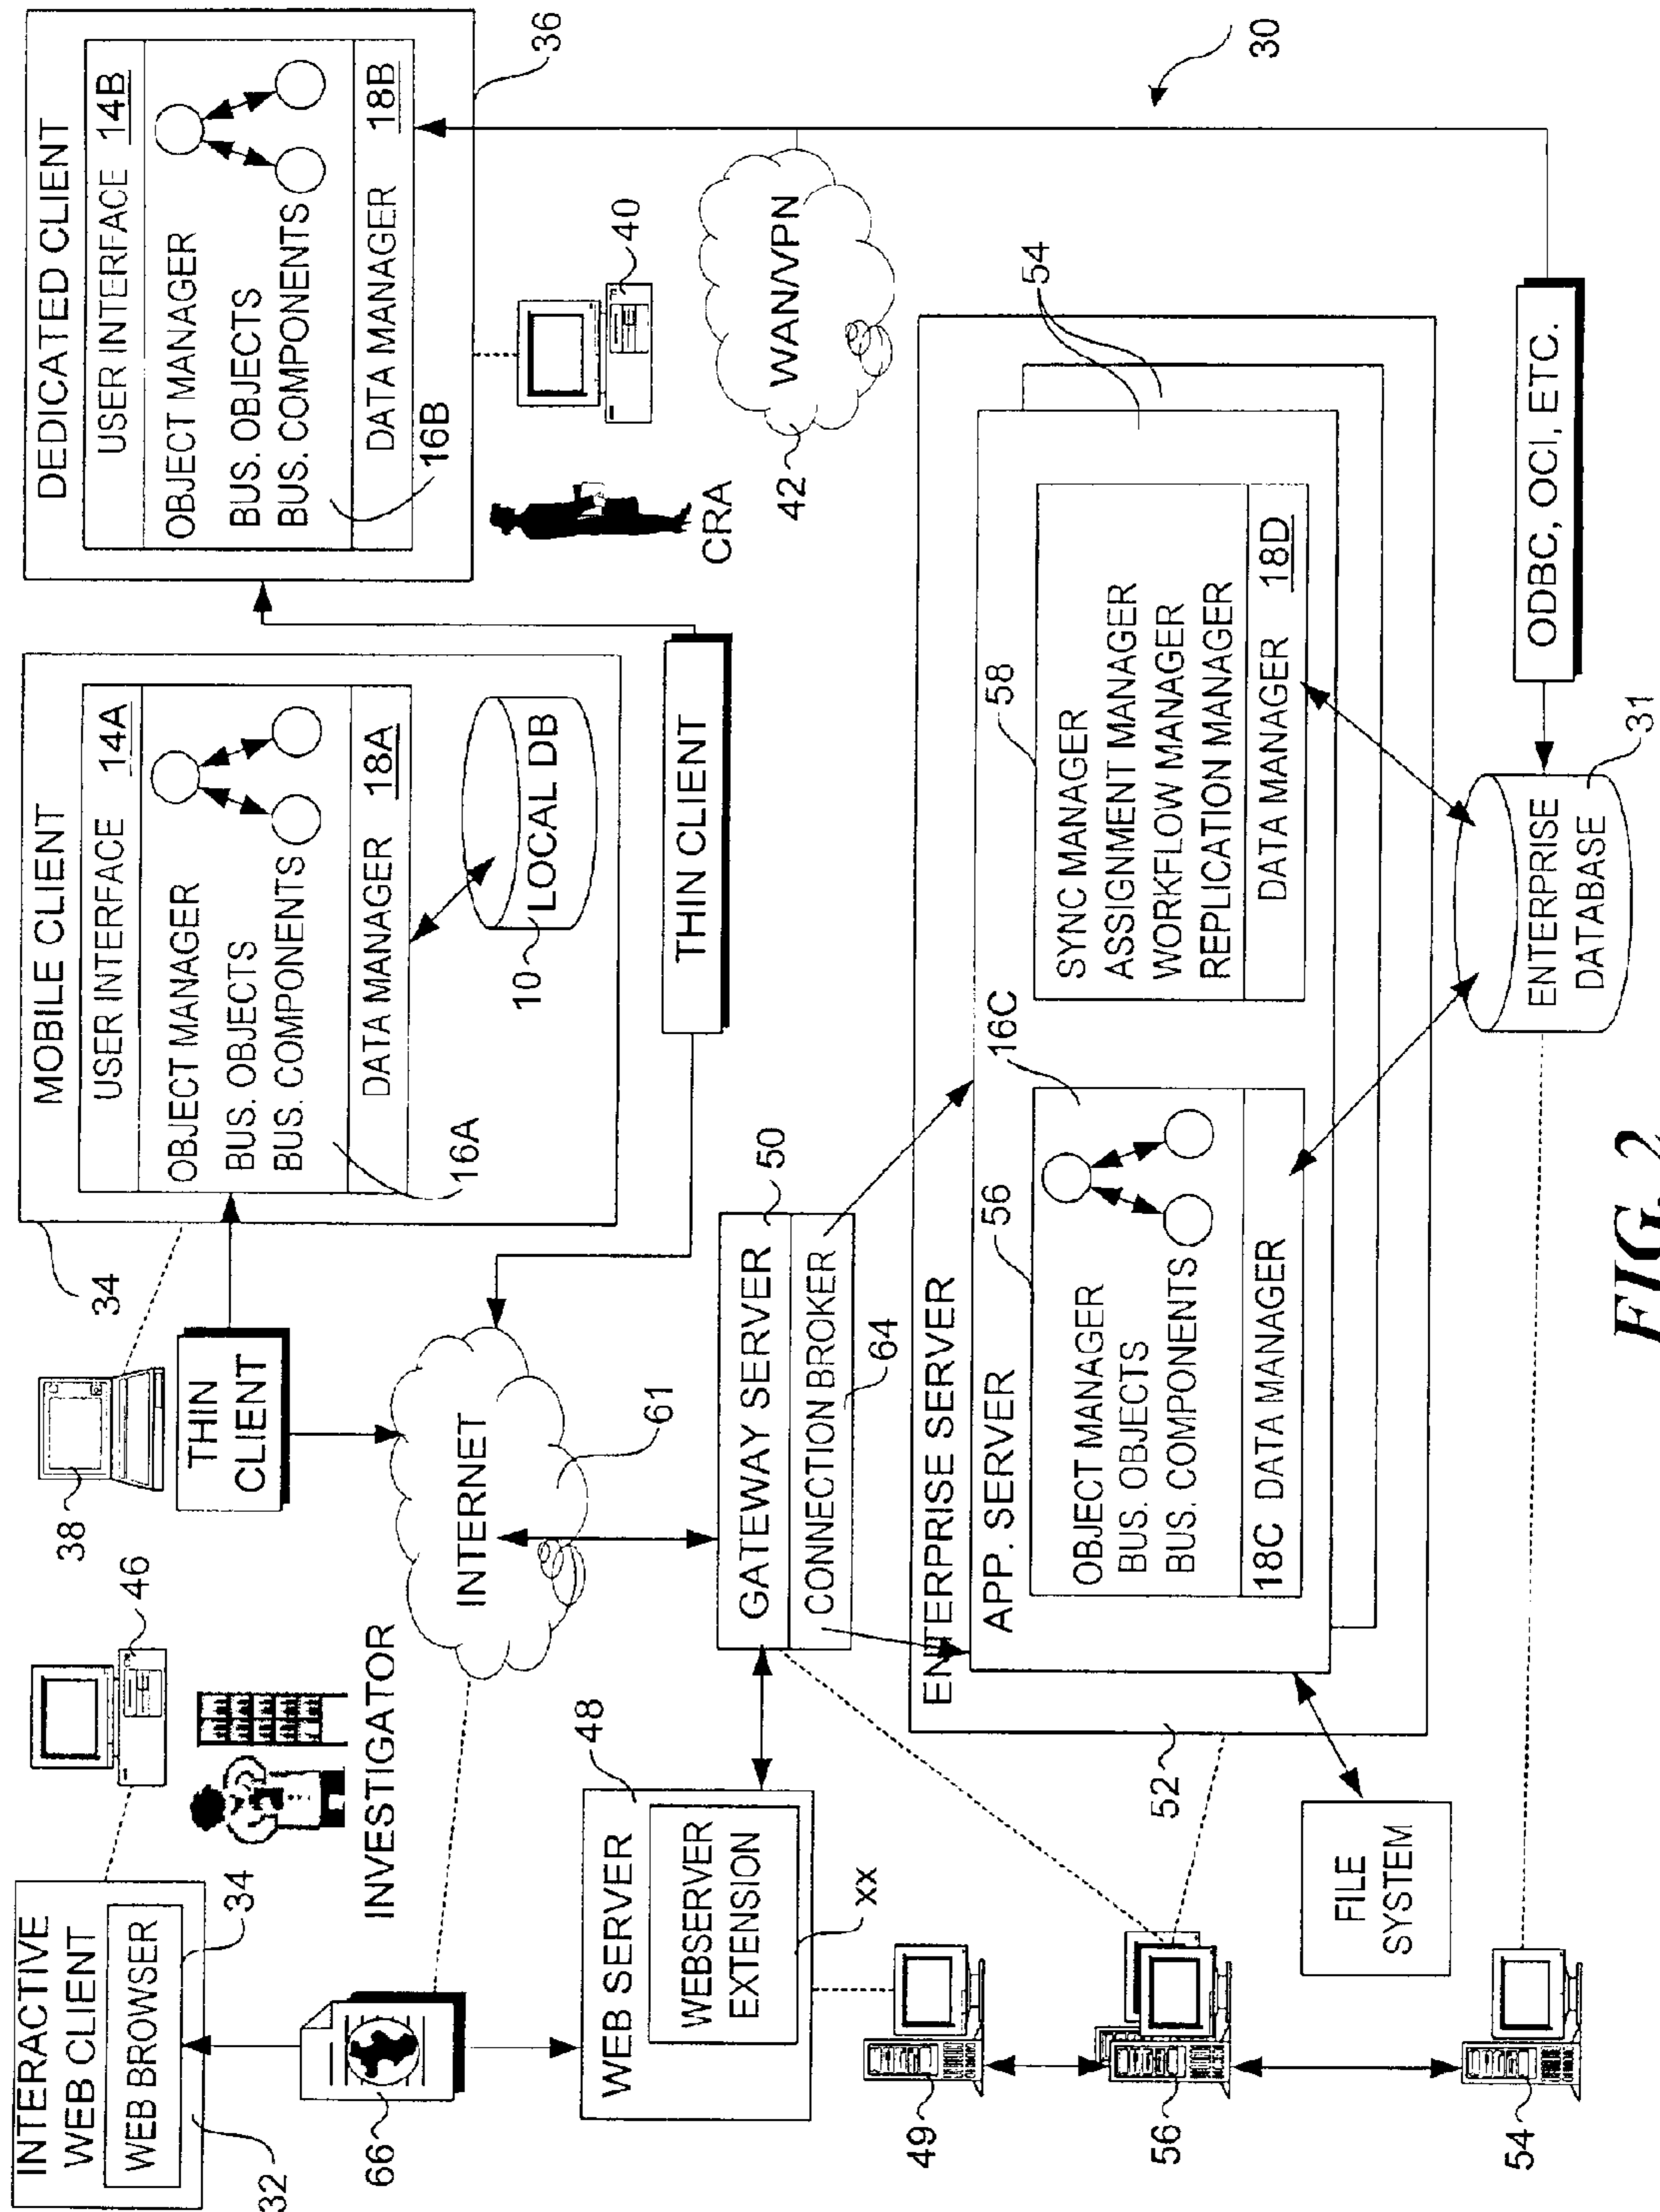 INTERACTIVE
WEB CLIENT
WEB BROWSER
34
32
46
INVESTIGATOR
66
38
THIN
CLIENT
34
MOBILE CLIENT
USER INTERFACE 14A
OBJECT MANAGER
BUS. OBJECTS
BUS. COMPONENTS
DATA MANAGER 18A
16A
10
LOCAL DB
DEDICATED CLIENT
USER INTERFACE 14B
OBJECT MANAGER
BUS. OBJECTS
BUS. COMPONENTS
DATA MANAGER 18B
16B
36
CRA
40
THIN CLIENT
INTERNET
61
WAN/VPN
42
WEB SERVER
48
WEBSERVER
EXTENSION
xx
GATEWAY SERVER
50
CONNECTION BROKER
64
ENTERPRISE SERVER
APP. SERVER
56
OBJECT MANAGER
BUS. OBJECTS
BUS. COMPONENTS
18C DATA MANAGER
16C
58
SYNC MANAGER
ASSIGNMENT MANAGER
WORKFLOW MANAGER
REPLICATION MANAGER
DATA MANAGER 18D
54
52
30
49
56
54
FILE
SYSTEM
ENTERPRISE
DATABASE
31
ODBC, OCI, ETC.
FIG. 2